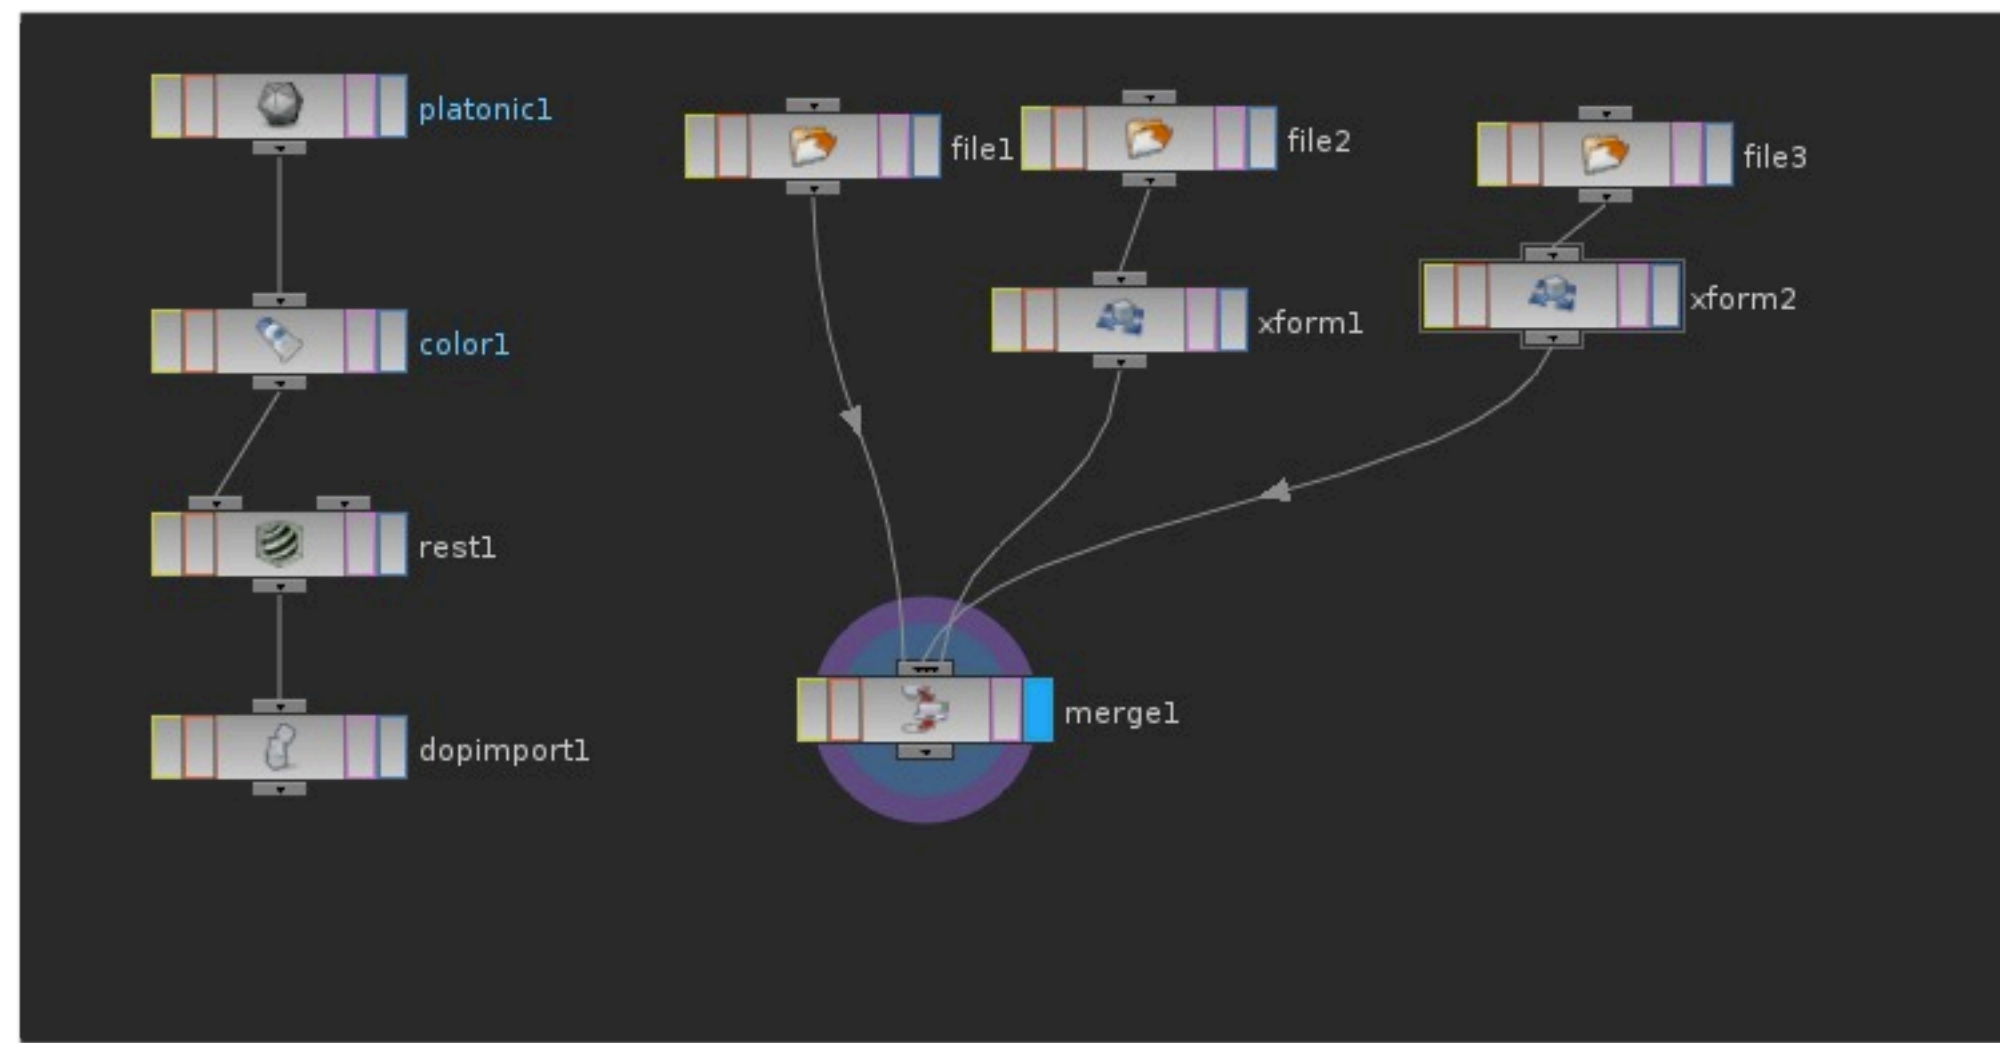 platonic1
file1
file2
file3
color1
xform1
xform2
rest1
merge1
dopimport1